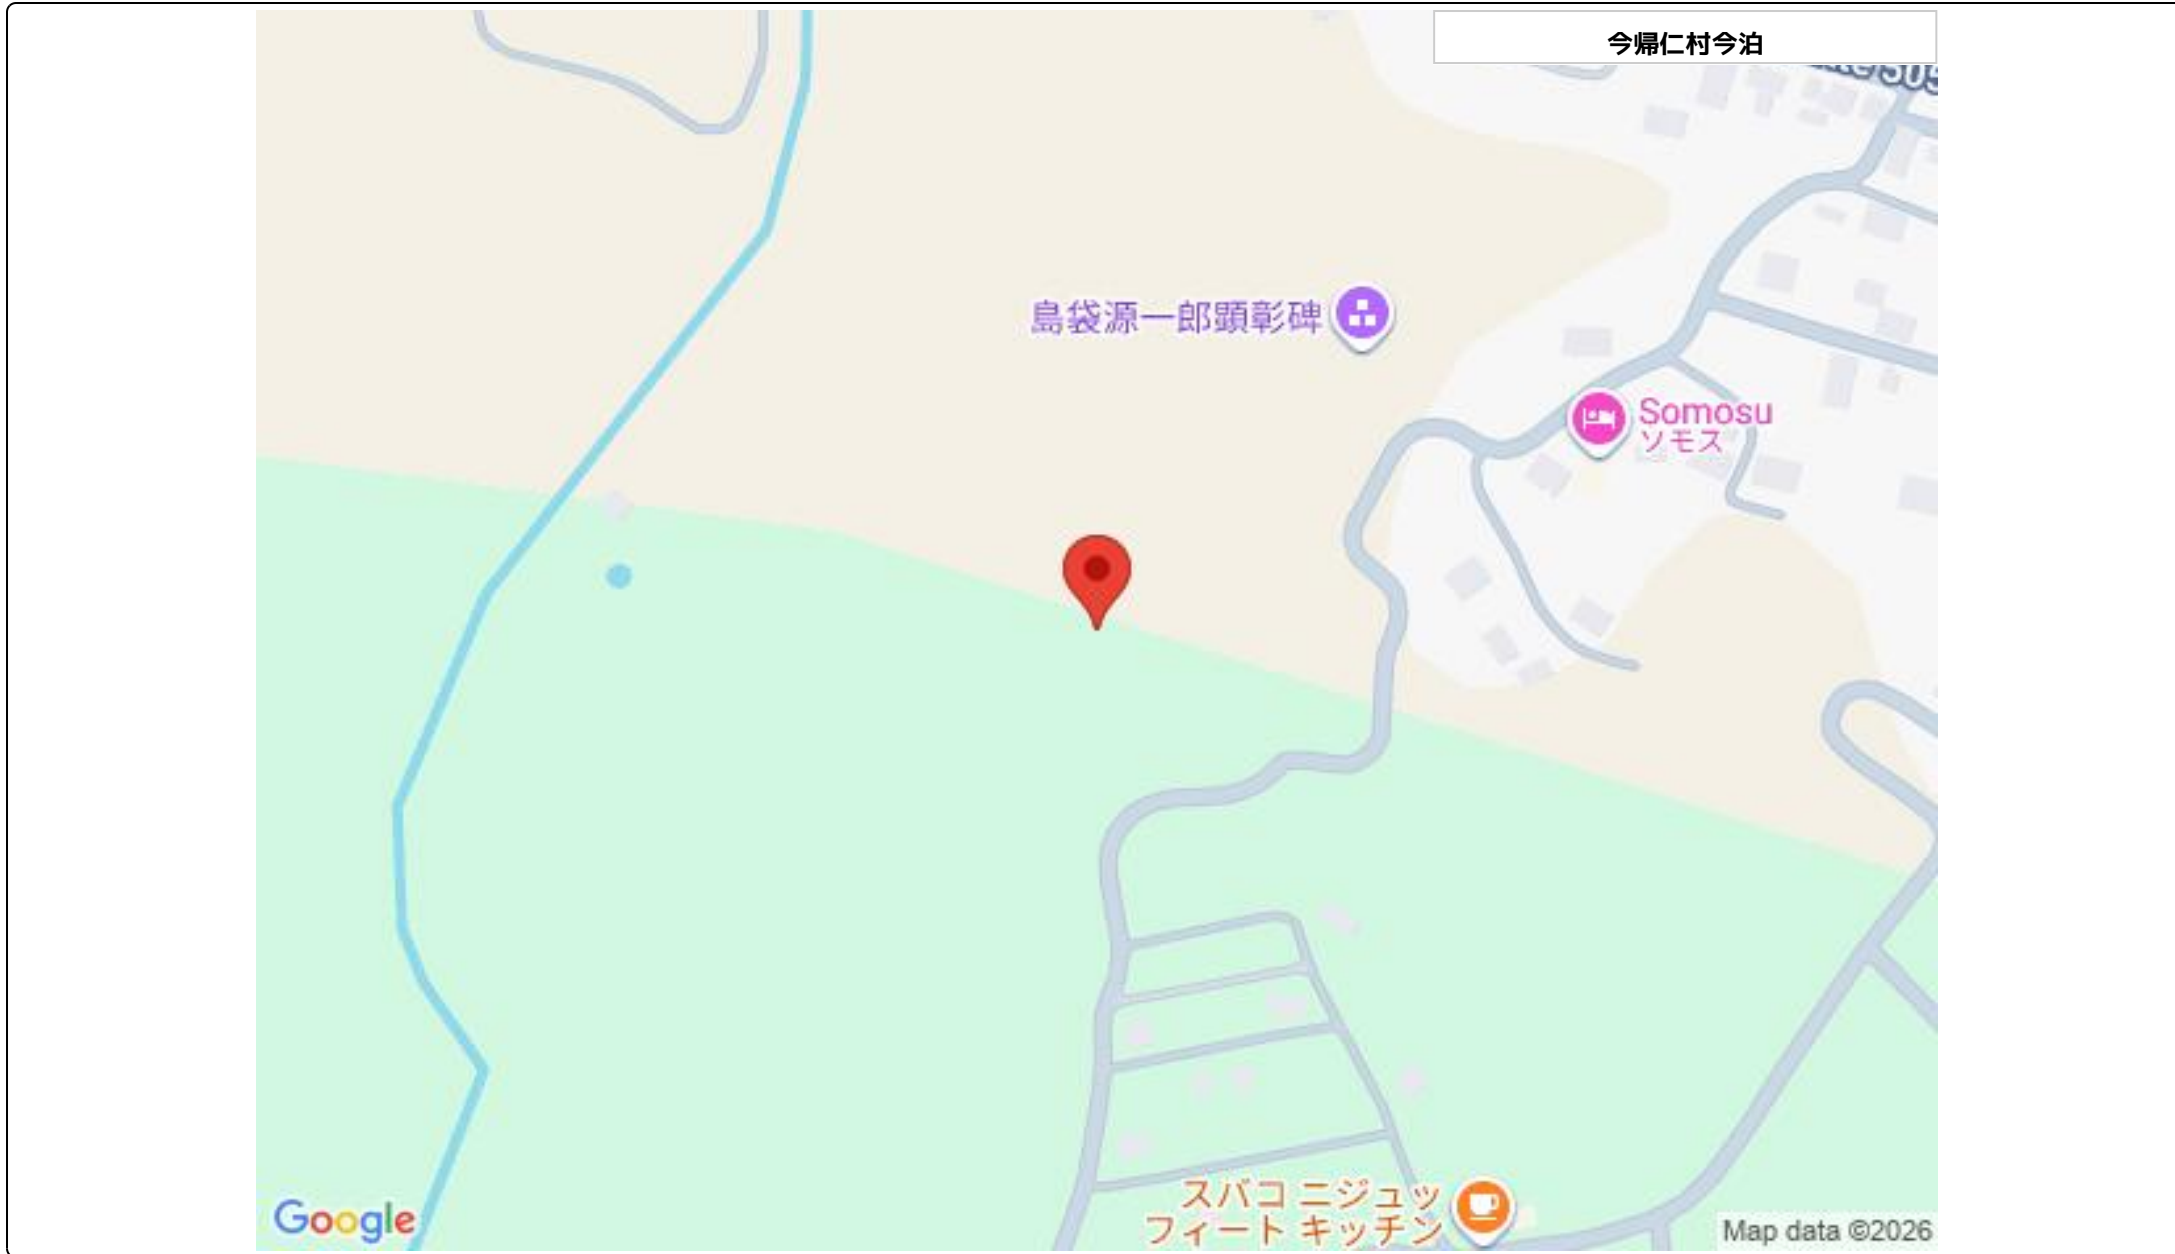 今帰仁村今泊
島袋源一郎顕彰碑
Somosu
ソモス
スバコ ニジュッ
フィート キッチン
Google
Map data ©2026